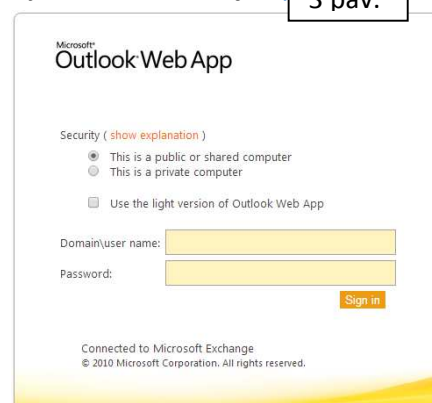 3 pav.
Microsoft®
Outlook Web App
Security ( show explanation )
This is a public or shared computer
This is a private computer
Use the light version of Outlook Web App
Domain\user name:
Password:
Sign in
Connected to Microsoft Exchange
© 2010 Microsoft Corporation. All rights reserved.